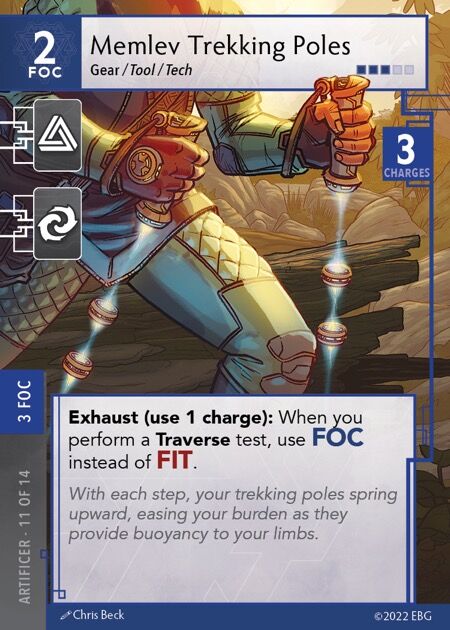 2
FOC
Memlev Trekking Poles
Gear / Tool / Tech
3
CHARGES
3 FOC
ARTIFICER - 11 OF 14
Exhaust (use 1 charge): When you
perform a Traverse test, use FOC
instead of FIT.
With each step, your trekking poles spring
upward, easing your burden as they
provide buoyancy to your limbs.
Chris Beck
©2022 EBG